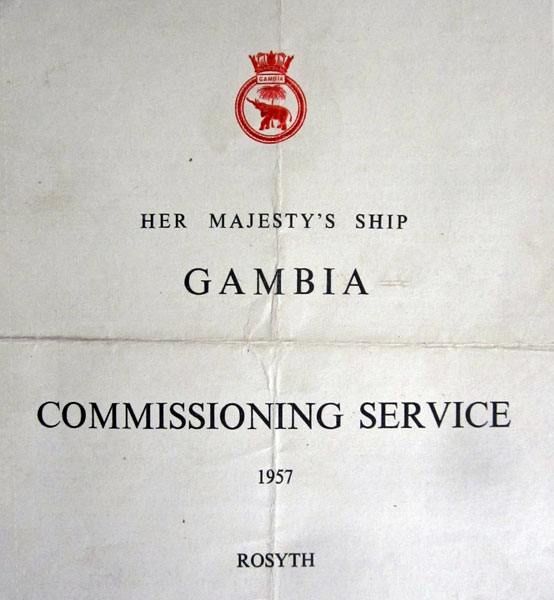 GAMBIA
HER MAJESTY'S SHIP
GAMBIA
COMMISSIONING SERVICE
1957
ROSYTH